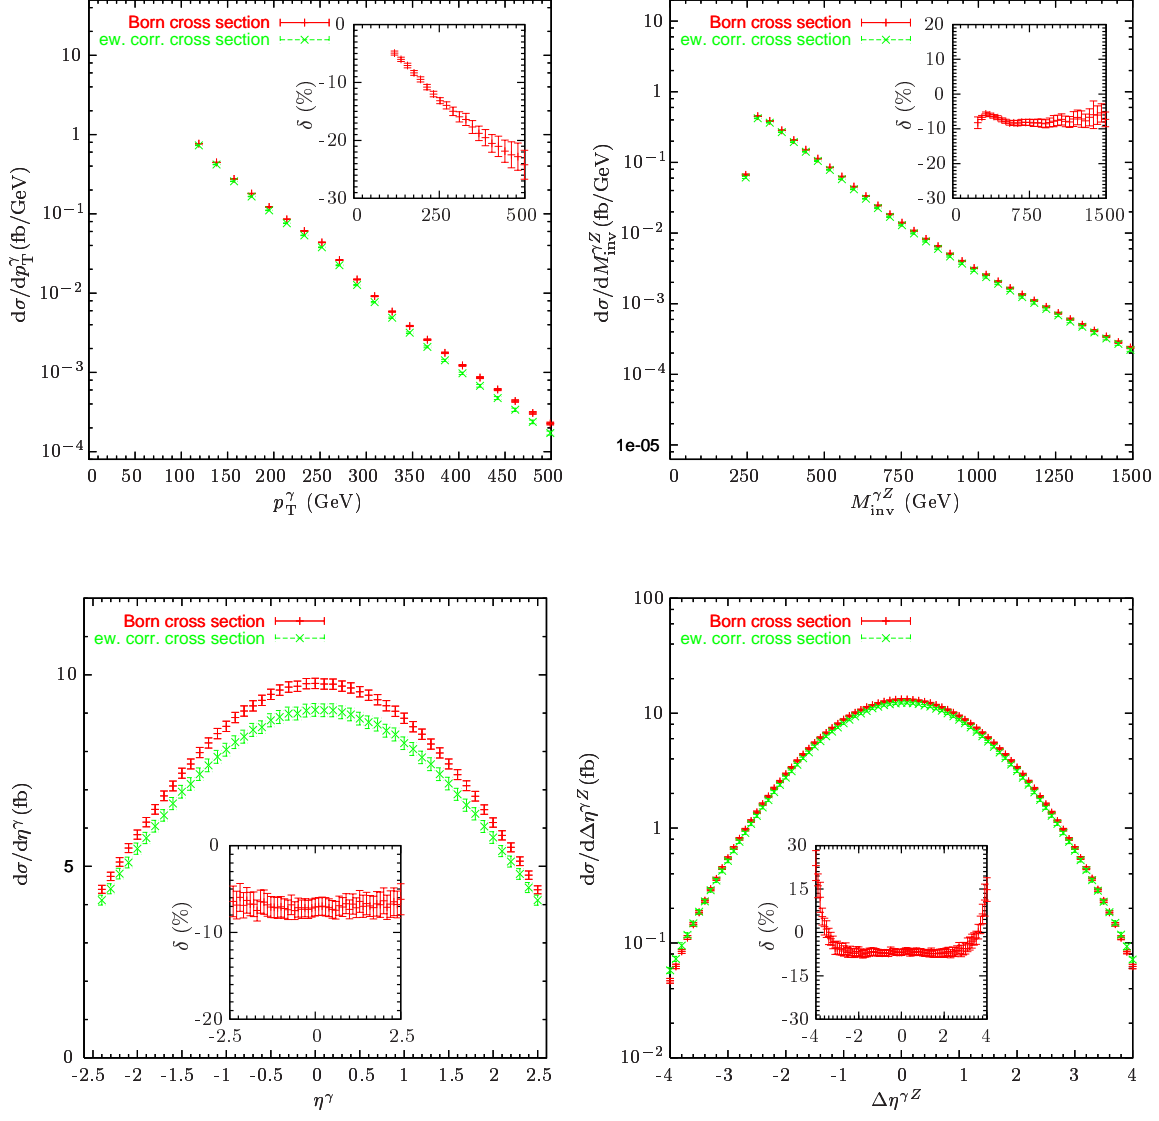 Born cross section
ew. corr. cross section
10
1
10⁻¹
10⁻²
10⁻³
10⁻⁴
dσ/dp_T^γ(fb/GeV)
0 50 100 150 200 250 300 350 400 450 500
p_T^γ (GeV)
0
-10
-20
-30
δ (%)
0 250 500
Born cross section
ew. corr. cross section
10
1
10⁻¹
10⁻²
10⁻³
10⁻⁴
1e-05
dσ/dM_inv^γZ(fb/GeV)
0 250 500 750 1000 1250 1500
M_inv^γZ (GeV)
20
10
0
-10
-20
-30
δ (%)
0 750 1500
Born cross section
ew. corr. cross section
10
5
0
dσ/dη^γ(fb)
-2.5 -2 -1.5 -1 -0.5 0 0.5 1 1.5 2 2.5
η^γ
0
-10
-20
δ (%)
-2.5 0 2.5
Born cross section
ew. corr. cross section
100
10
1
10⁻¹
10⁻²
dσ/dΔη^γZ(fb)
-4 -3 -2 -1 0 1 2 3 4
Δη^γZ
30
15
0
-15
-30
δ (%)
-4 -2 0 2 4